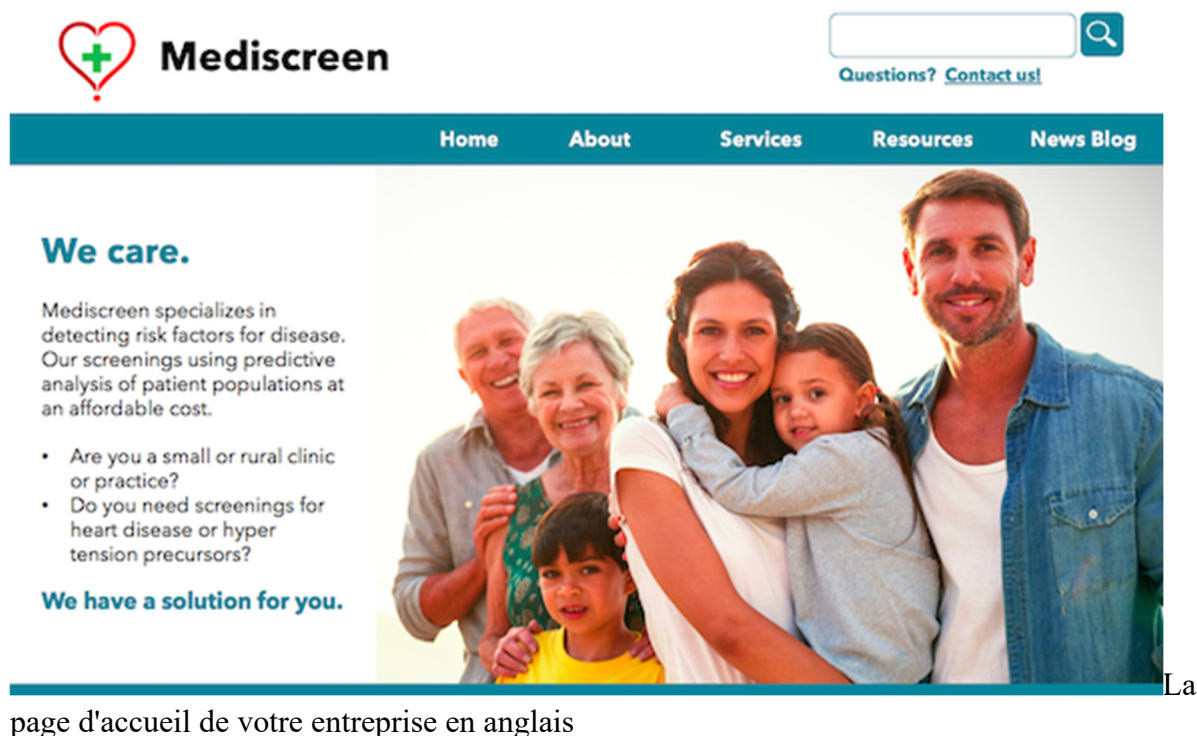 Mediscreen
Questions? Contact us!
Home About Services Resources News Blog
We care.
Mediscreen specializes in
detecting risk factors for disease.
Our screenings using predictive
analysis of patient populations at
an affordable cost.
• Are you a small or rural clinic
or practice?
• Do you need screenings for
heart disease or hyper
tension precursors?
We have a solution for you.
La
page d'accueil de votre entreprise en anglais